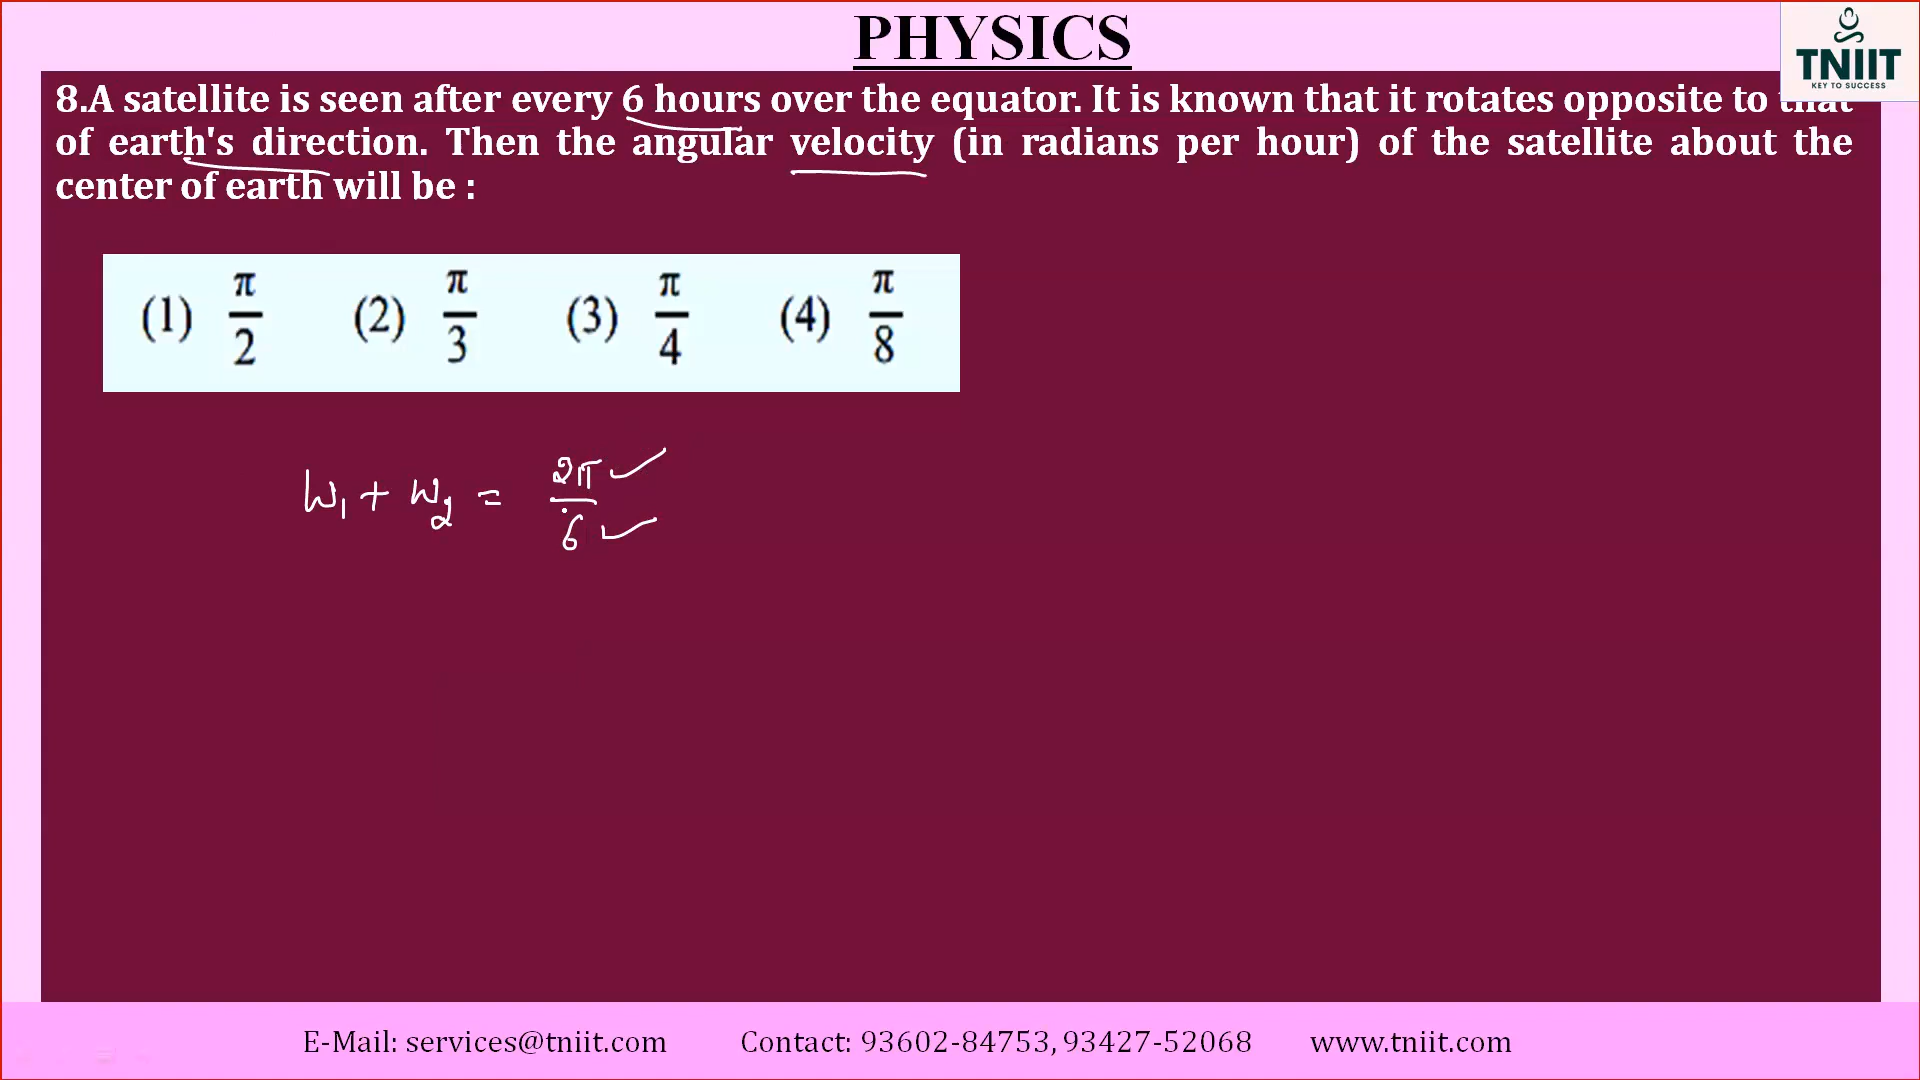 PHYSICS
TNIIT
KEY TO SUCCESS
8.A satellite is seen after every 6 hours over the equator. It is known that it rotates opposite to that
of earth's direction. Then the angular velocity (in radians per hour) of the satellite about the
center of earth will be :
(1) π/2 (2) π/3 (3) π/4 (4) π/8
W₁ + W₂ = 2π/6
E-Mail: services@tniit.com Contact: 93602-84753, 93427-52068 www.tniit.com